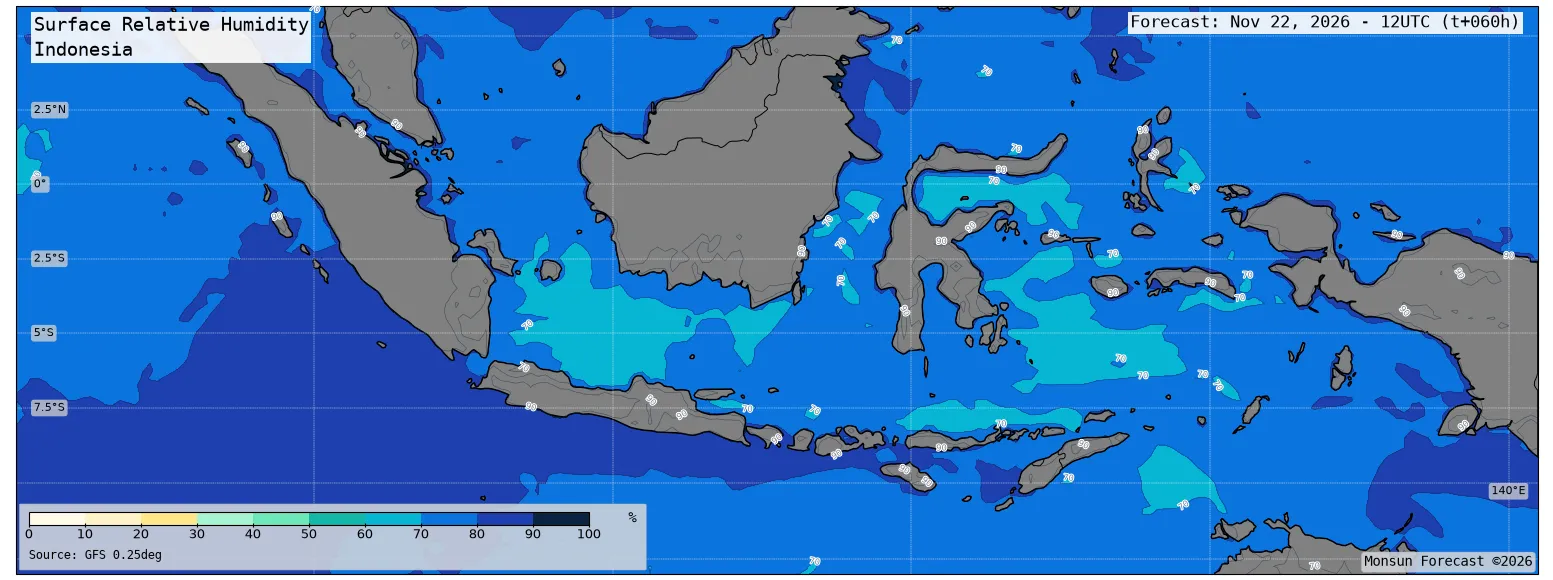 Surface Relative Humidity
Indonesia
Forecast: Nov 22, 2026 - 12UTC (t+060h)
2.5°N
0°
2.5°S
5°S
7.5°S
140°E
%
0 10 20 30 40 50 60 70 80 90 100
Source: GFS 0.25deg
Monsun Forecast ©2026